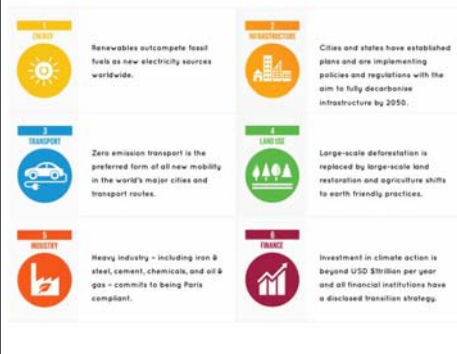 1
ENERGY
Renewables outcompete fossil
fuels as new electricity sources
worldwide.
2
INFRASTRUCTURE
Cities and states have established
plans and are implementing
policies and regulations with the
aim to fully decarbonise
intrastructure by 2050.
3
TRANSPORT
Zero emission transport is the
preferred form of all new mobility
in the world's major cities and
transport routes.
4
LAND USE
Large-scale deforestation is
replaced by large-scale land
restoration and agriculture shifts
to earth friendly practices.
5
INDUSTRY
Heavy industry – including iron &
steel, cement, chemicals, and oil &
gas – commits to being Paris
compliant.
6
FINANCE
Investment in climate action is
beyond USD $1trillion per year
and all financial institutions have
a disclosed transition strategy.